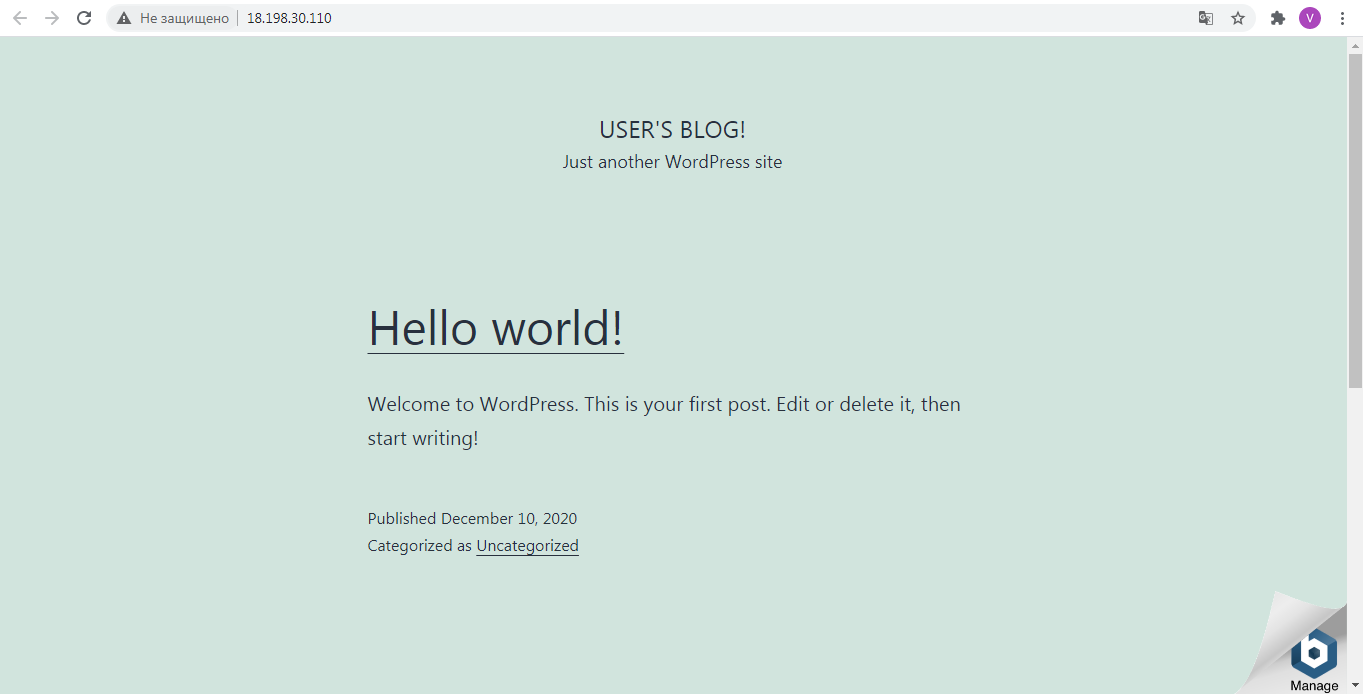 Не защищено 18.198.30.110
V
USER'S BLOG!
Just another WordPress site
Hello world!
Welcome to WordPress. This is your first post. Edit or delete it, then
start writing!
Published December 10, 2020
Categorized as Uncategorized
Manage